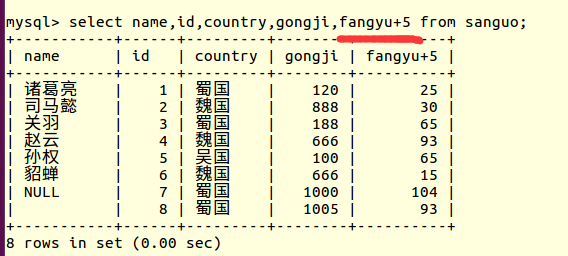 mysql> select name,id,country,gongji,fangyu+5 from sanguo;
+-----------+------+---------+--------+----------+
| name      | id   | country | gongji | fangyu+5 |
+-----------+------+---------+--------+----------+
| 诸葛亮    |    1 | 蜀国    |    120 |       25 |
| 司马懿    |    2 | 魏国    |    888 |       30 |
| 关羽      |    3 | 蜀国    |    188 |       65 |
| 赵云      |    4 | 魏国    |    666 |       93 |
| 孙权      |    5 | 吴国    |    100 |       65 |
| 貂蝉      |    6 | 魏国    |    666 |       15 |
| NULL      |    7 | 蜀国    |   1000 |      104 |
|           |    8 | 蜀国    |   1005 |       93 |
+-----------+------+---------+--------+----------+
8 rows in set (0.00 sec)